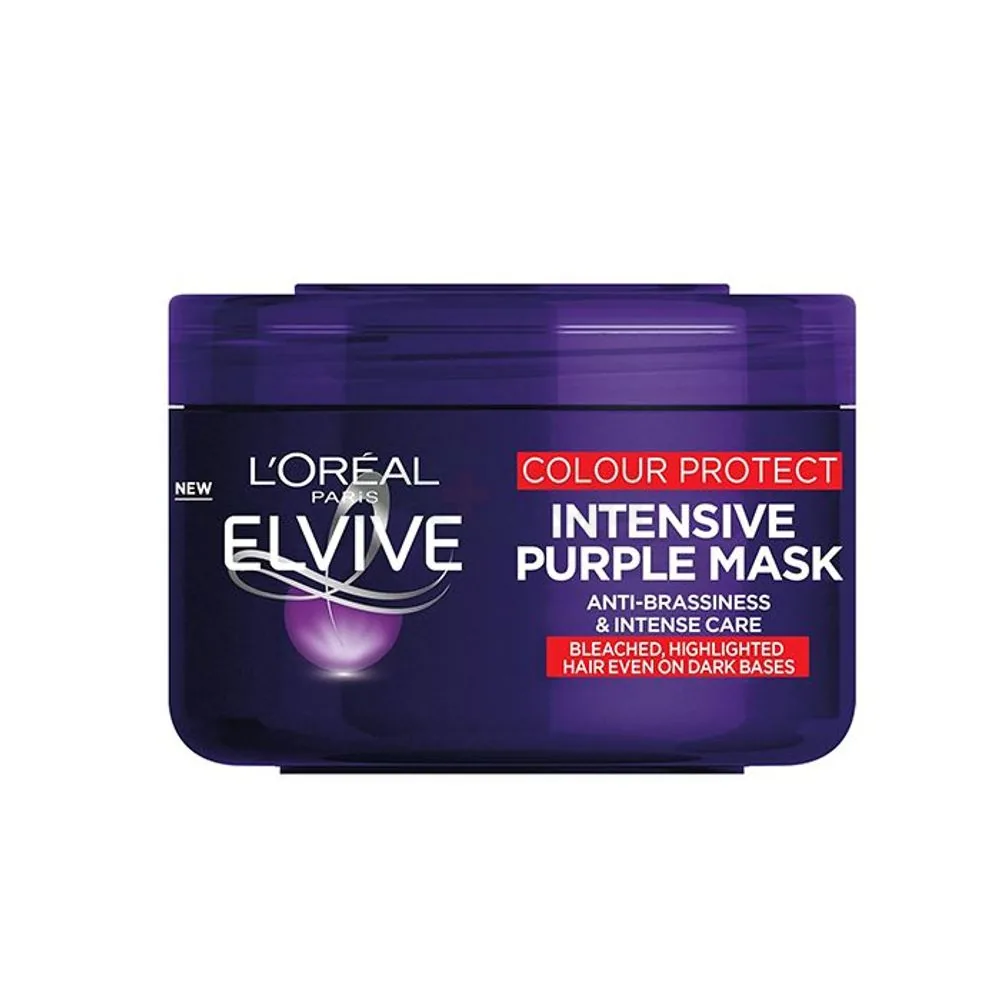 NEW
L'ORÉAL
PARIS
ELVIVE
COLOUR PROTECT
INTENSIVE
PURPLE MASK
ANTI-BRASSINESS
& INTENSE CARE
BLEACHED, HIGHLIGHTED
HAIR EVEN ON DARK BASES